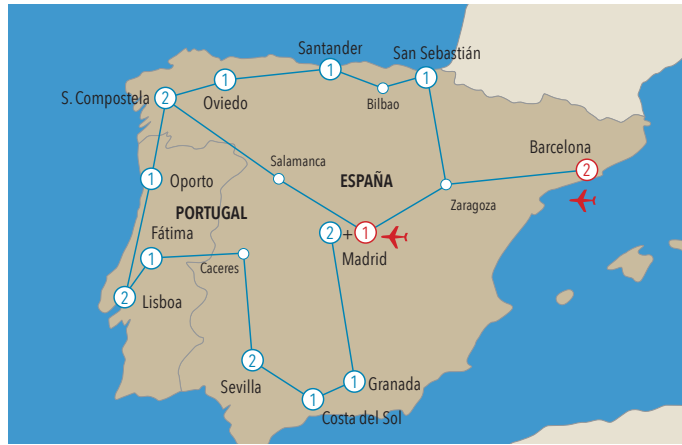 Santander
San Sebastián
1
1
1
S. Compostela
2
Oviedo
Bilbao
Barcelona
Salamanca
2
1
Oporto
ESPAÑA
Zaragoza
PORTUGAL
Fátima
2
+
1
1
Madrid
Caceres
2
Lisboa
2
Sevilla
1
Granada
1
Costa del Sol